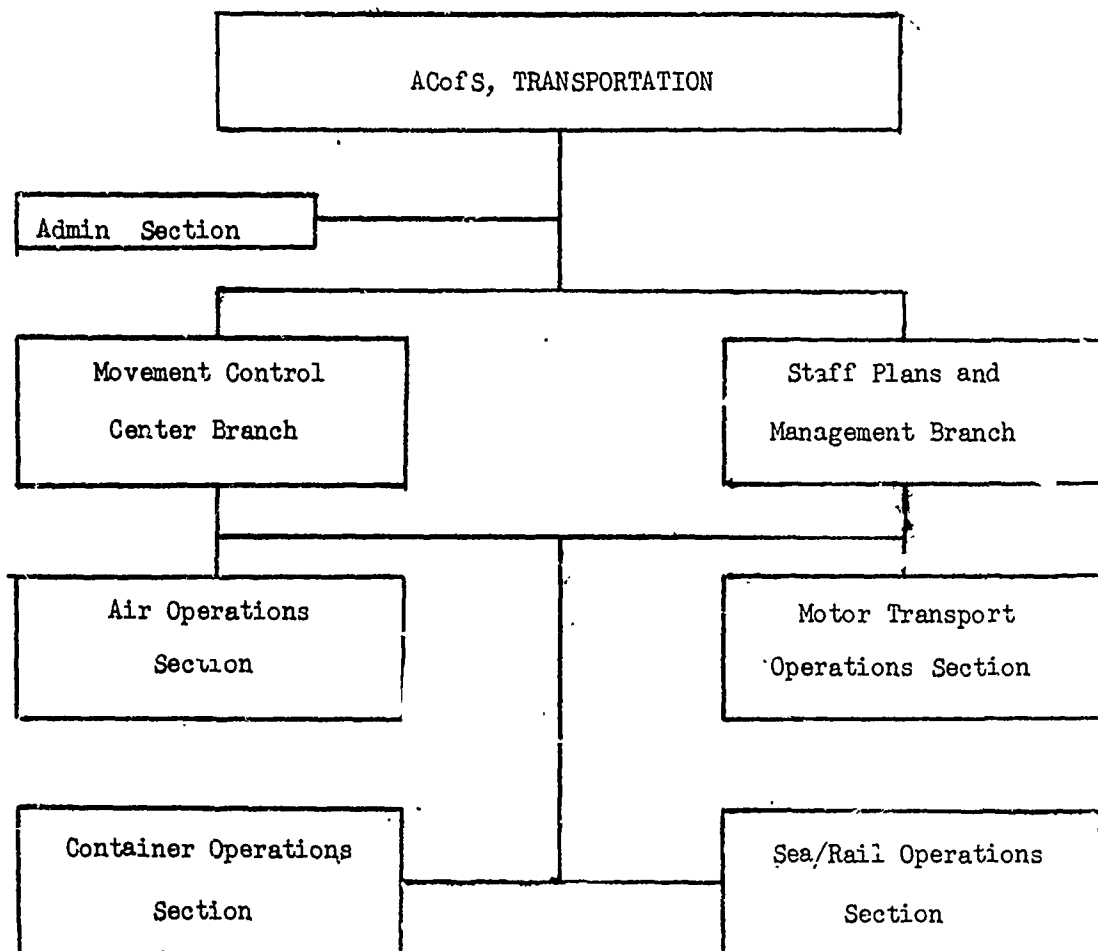 ACofS, TRANSPORTATION
Admin Section
Movement Control
Center Branch
Staff Plans and
Management Branch
Air Operations
Section
Motor Transport
Operations Section
Container Operations
Section
Sea/Rail Operations
Section